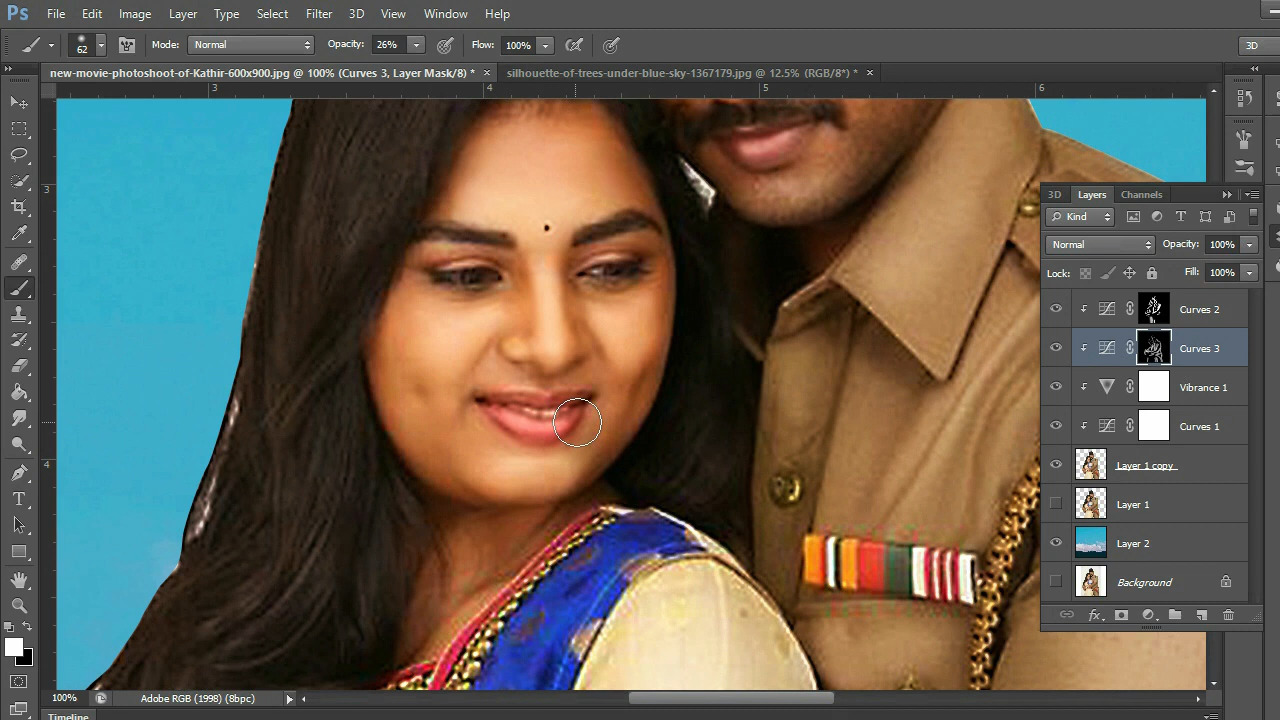 Ps File Edit Image Layer Type Select Filter 3D View Window Help
62 Mode: Normal Opacity: 26% Flow: 100% 3D
new-movie-photoshoot-of-Kathir-600x900.jpg @ 100% (Curves 3, Layer Mask/8) * × silhouette-of-trees-under-blue-sky-1367179.jpg @ 12.5% (RGB/8*) * ×
3 4 5 6
3
4
3D Layers Channels
Kind
Normal Opacity: 100%
Lock: Fill: 100%
Curves 2
Curves 3
Vibrance 1
Curves 1
Layer 1 copy
Layer 1
Layer 2
Background
100% Adobe RGB (1998) (8bpc)
Timeline